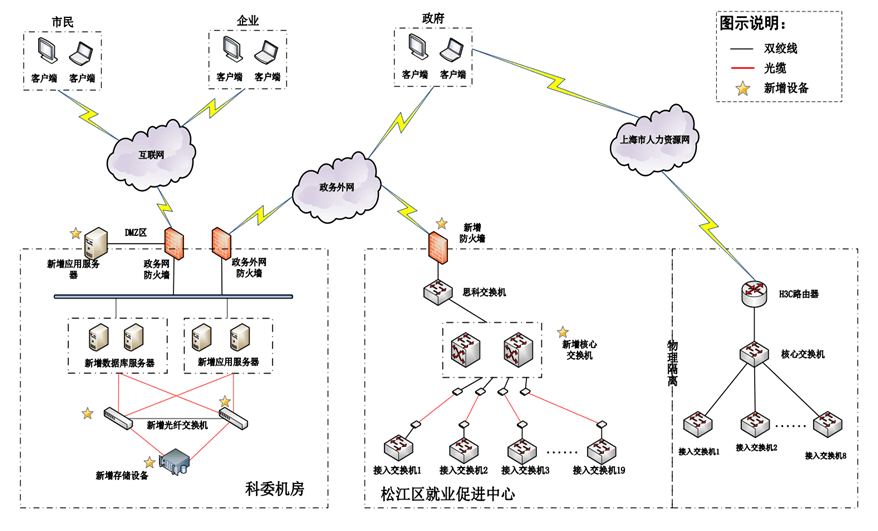 市民
企业
政府
图示说明：
双绞线
光缆
新增设备
客户端
客户端
客户端
客户端
客户端
客户端
互联网
政务外网
上海市人力资源网
DMZ区
新增应用服务
器
政务网
防火墙
政务外网
防火墙
新增
防火墙
思科交换机
H3C路由器
新增数据库服务器
新增应用服务器
新增核心
交换机
物理隔离
核心交换机
新增光纤交换机
新增存储设备
接入交换机1
接入交换机2
接入交换机3
······
接入交换机19
接入交换机1
接入交换机2
······
接入交换机8
科委机房
松江区就业促进中心